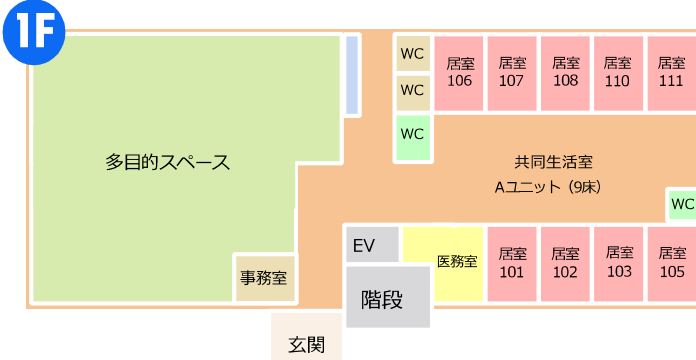 1F
WC
居室
106
居室
107
居室
108
居室
110
居室
111
WC
WC
多目的スペース
共同生活室
Aユニット（9床）
WC
EV
医務室
居室
101
居室
102
居室
103
居室
105
事務室
階段
玄関